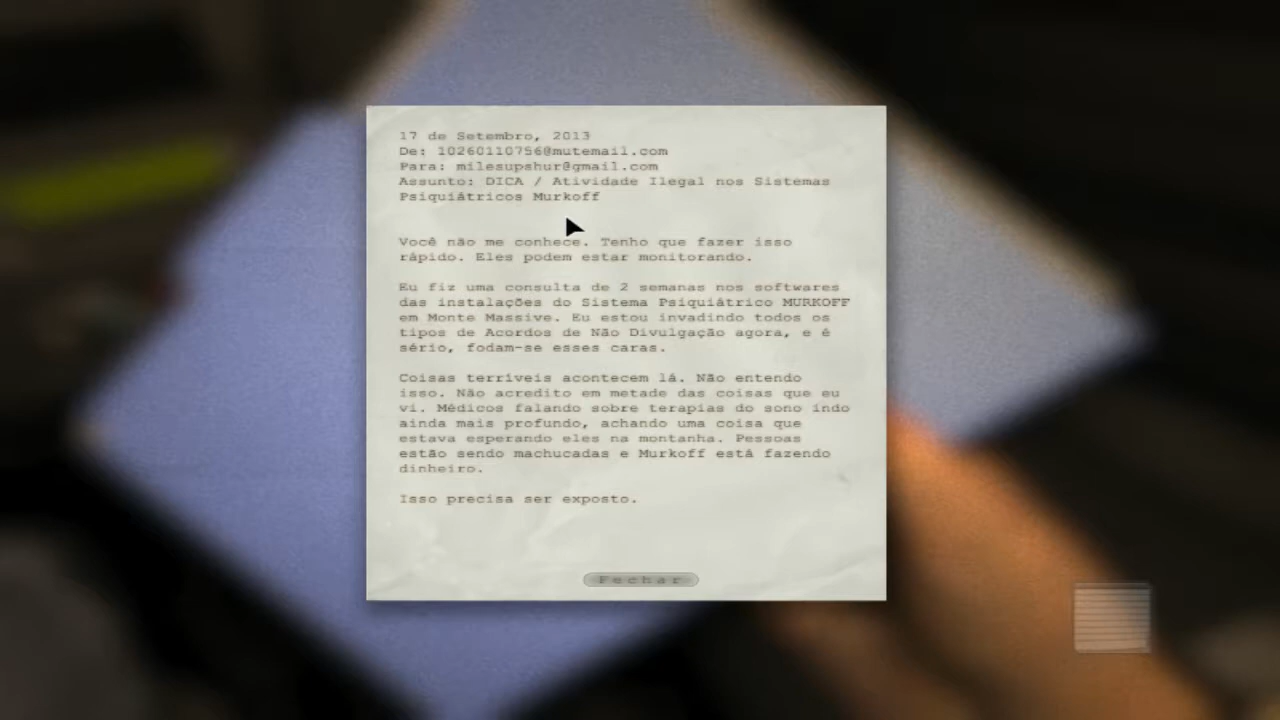 17 de Setembro, 2013
De: 10260110756@mutemail.com
Para: milesupshur@gmail.com
Assunto: DICA / Atividade Ilegal nos Sistemas
Psiquiátricos Murkoff
Você não me conhece. Tenho que fazer isso
rápido. Eles podem estar monitorando.
Eu fiz uma consulta de 2 semanas nos softwares
das instalações do Sistema Psiquiátrico MURKOFF
em Monte Massive. Eu estou invadindo todos os
tipos de Acordos de Não Divulgação agora, e é
sério, fodam-se esses caras.
Coisas terríveis acontecem lá. Não entendo
isso. Não acredito em metade das coisas que eu
vi. Médicos falando sobre terapias do sono indo
ainda mais profundo, achando uma coisa que
estava esperando eles na montanha. Pessoas
estão sendo machucadas e Murkoff está fazendo
dinheiro.
Isso precisa ser exposto.
Fechar